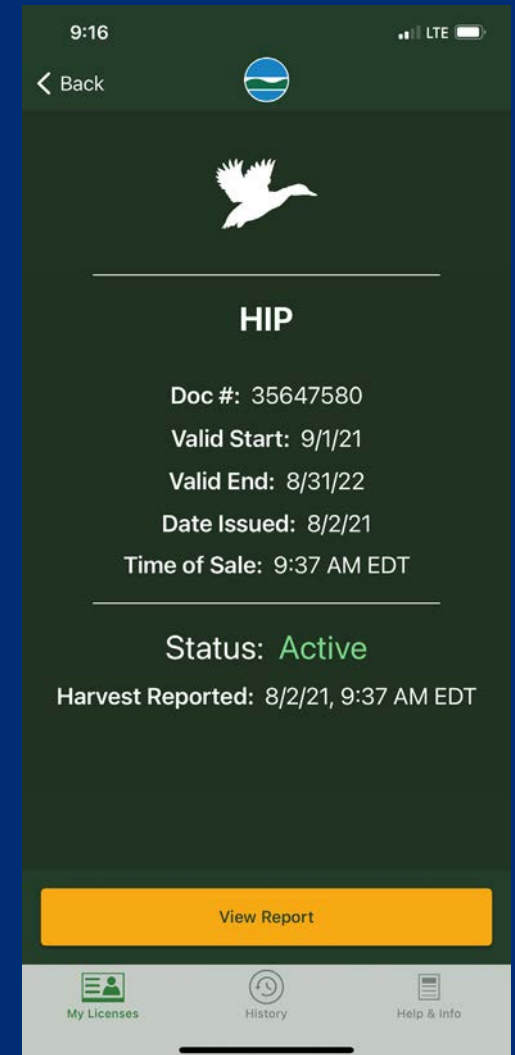 9:16 LTE
Back
HIP
Doc #: 35647580
Valid Start: 9/1/21
Valid End: 8/31/22
Date Issued: 8/2/21
Time of Sale: 9:37 AM EDT
Status: Active
Harvest Reported: 8/2/21, 9:37 AM EDT
View Report
My Licenses History Help & Info